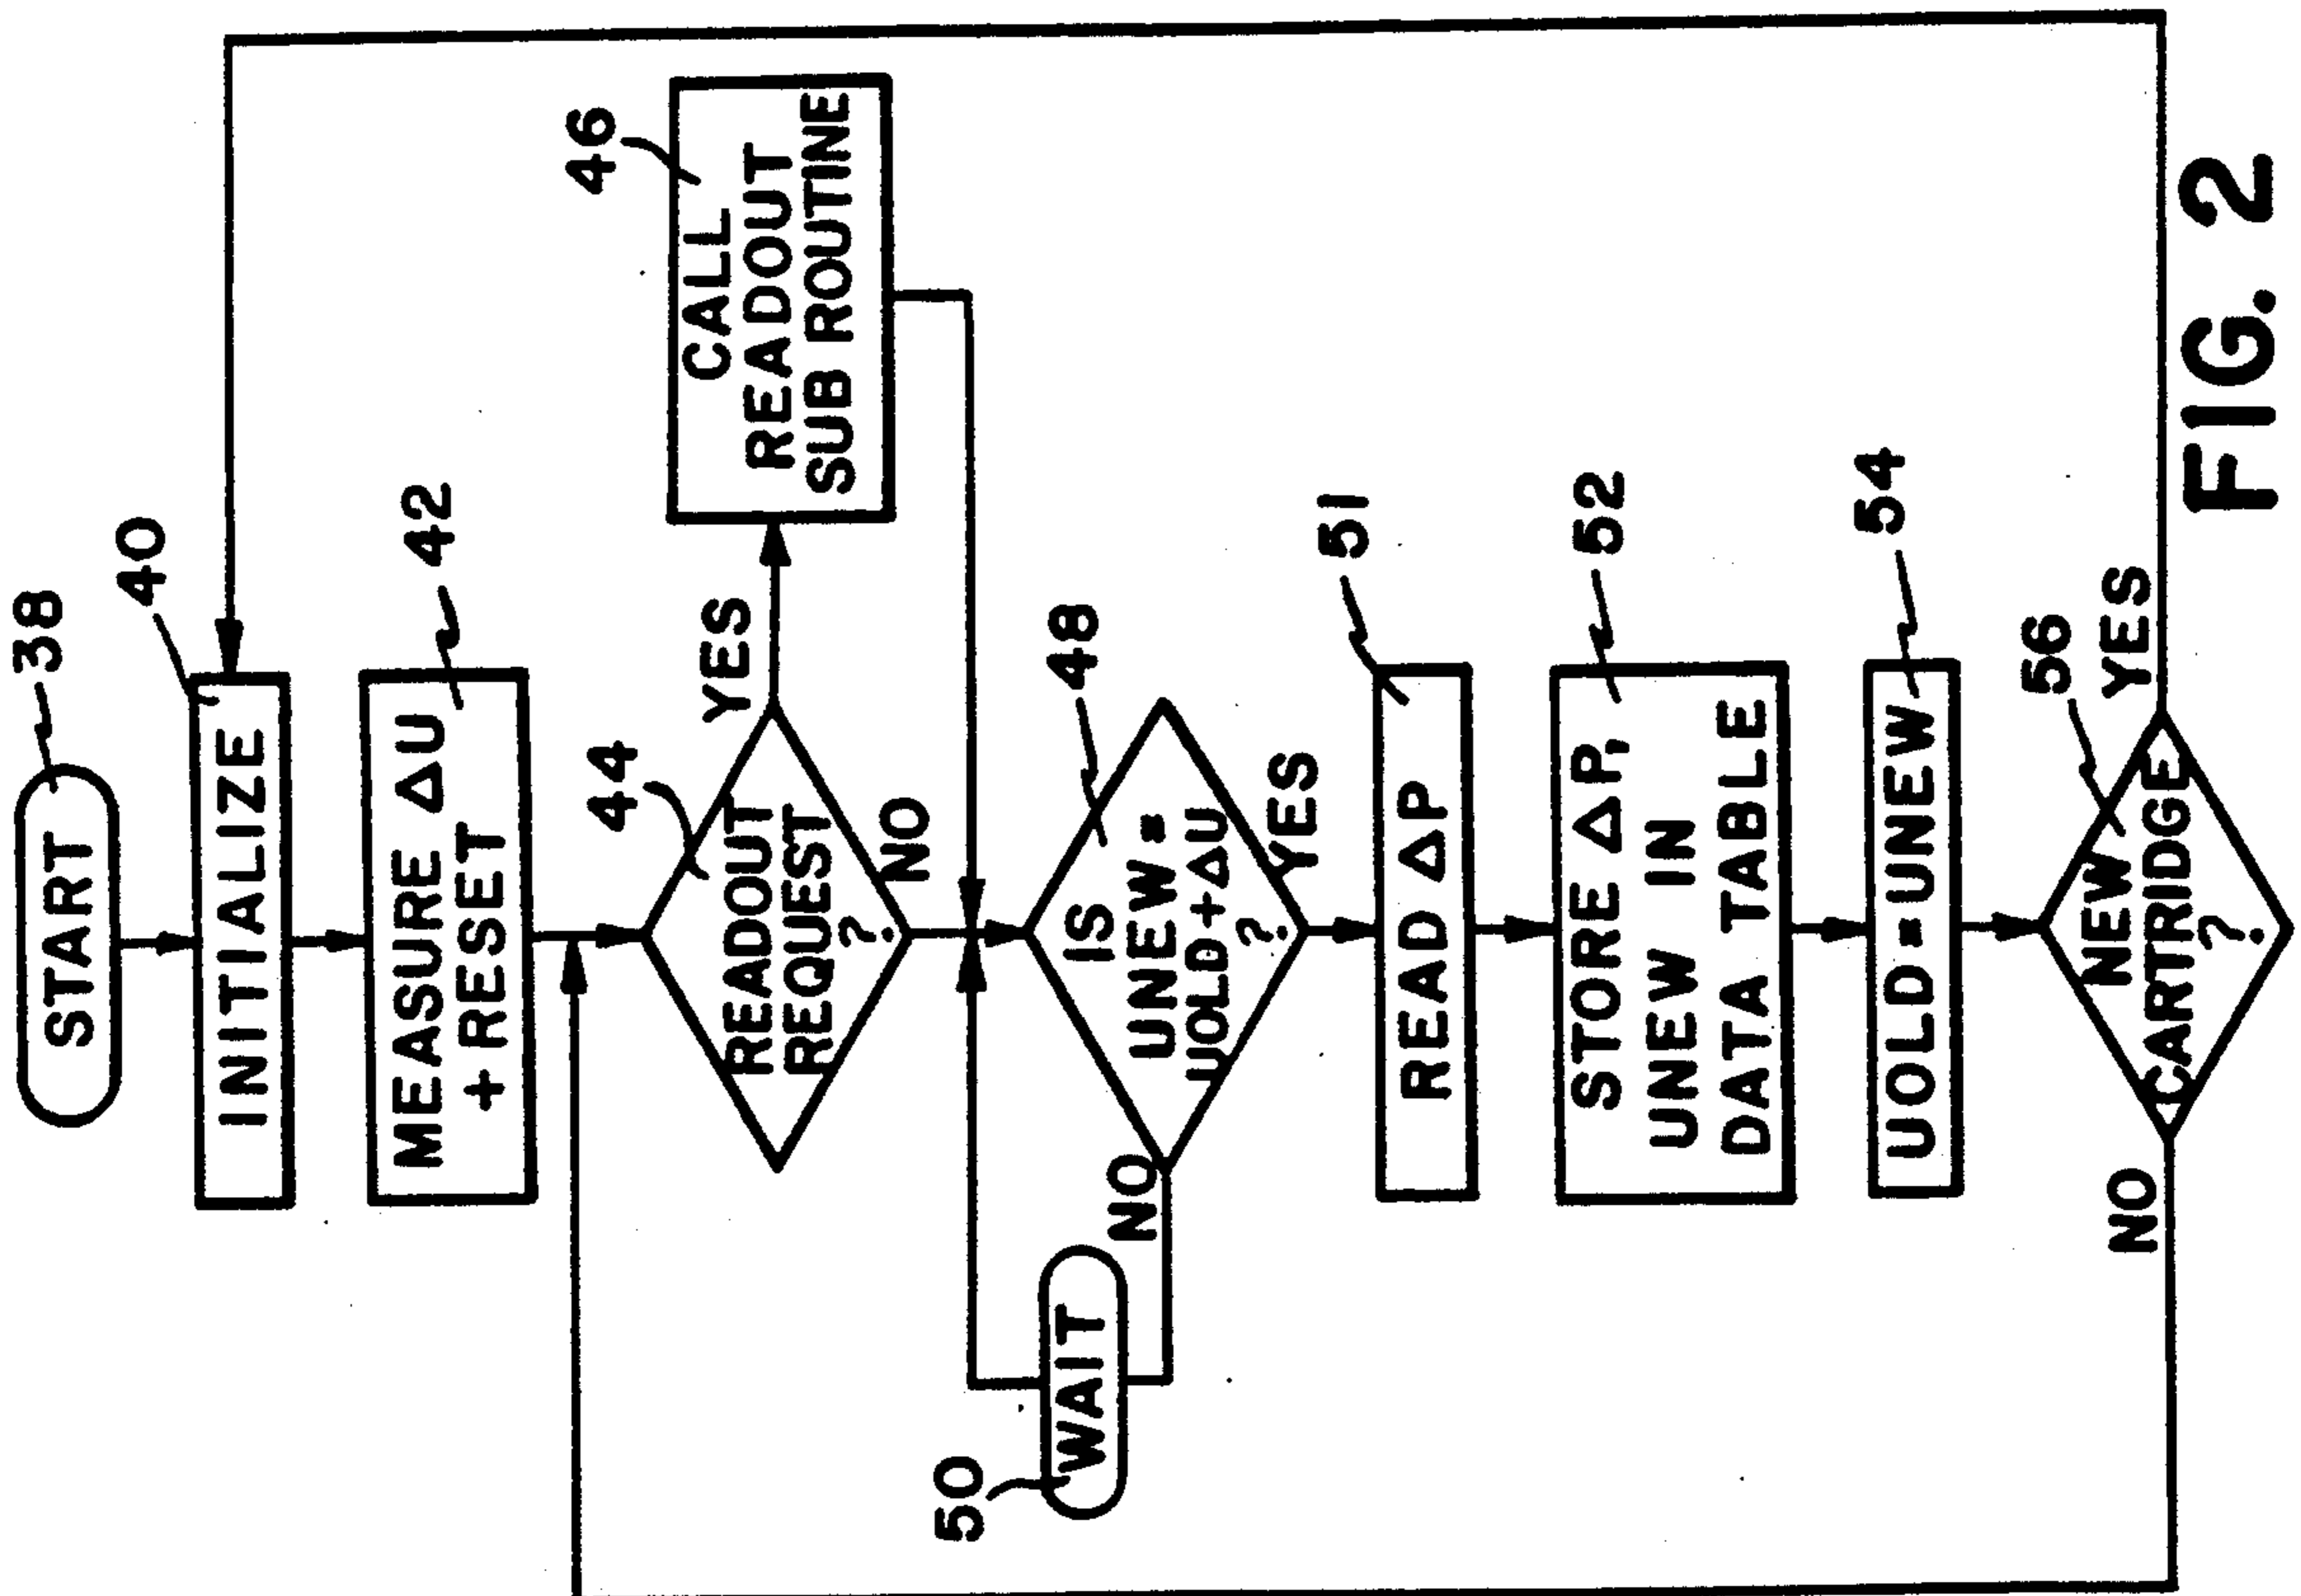 38
START
40
INITIALIZE
42
MEASURE ΔU
+ RESET
44
READOUT
REQUEST
?
YES
NO
46
CALL
READOUT
SUB ROUTINE
48
IS
UNEW =
UOLD+ΔU
?
YES
NO
50
WAIT
51
READ ΔP
52
STORE ΔP,
UNEW IN
DATA TABLE
54
UOLD=UNEW
56
NEW
CARTRIDGE
?
YES
NO
FIG. 2